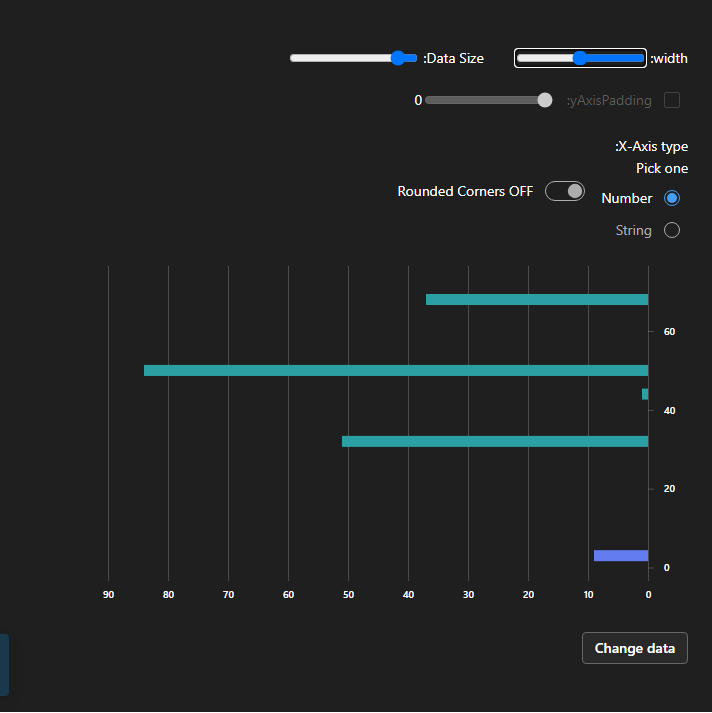 :width
:Data Size
:yAxisPadding
0
:X-Axis type
Pick one
Number
Rounded Corners OFF
String
60
40
20
0
90 80 70 60 50 40 30 20 10 0
Change data